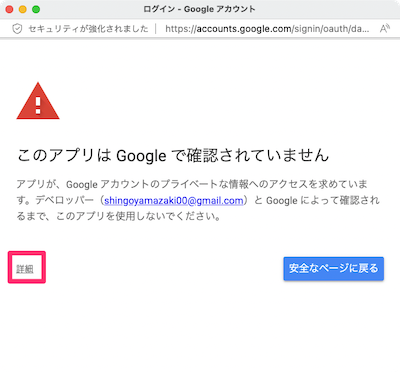 ログイン - Google アカウント
セキュリティが強化されました
https://accounts.google.com/signin/oauth/da...
このアプリは Google で確認されていません
アプリが、Google アカウントのプライベートな情報へのアクセスを求めていま
す。デベロッパー（shingoyamazaki00@gmail.com）と Google によって確認され
るまで、このアプリを使用しないでください。
詳細
安全なページに戻る